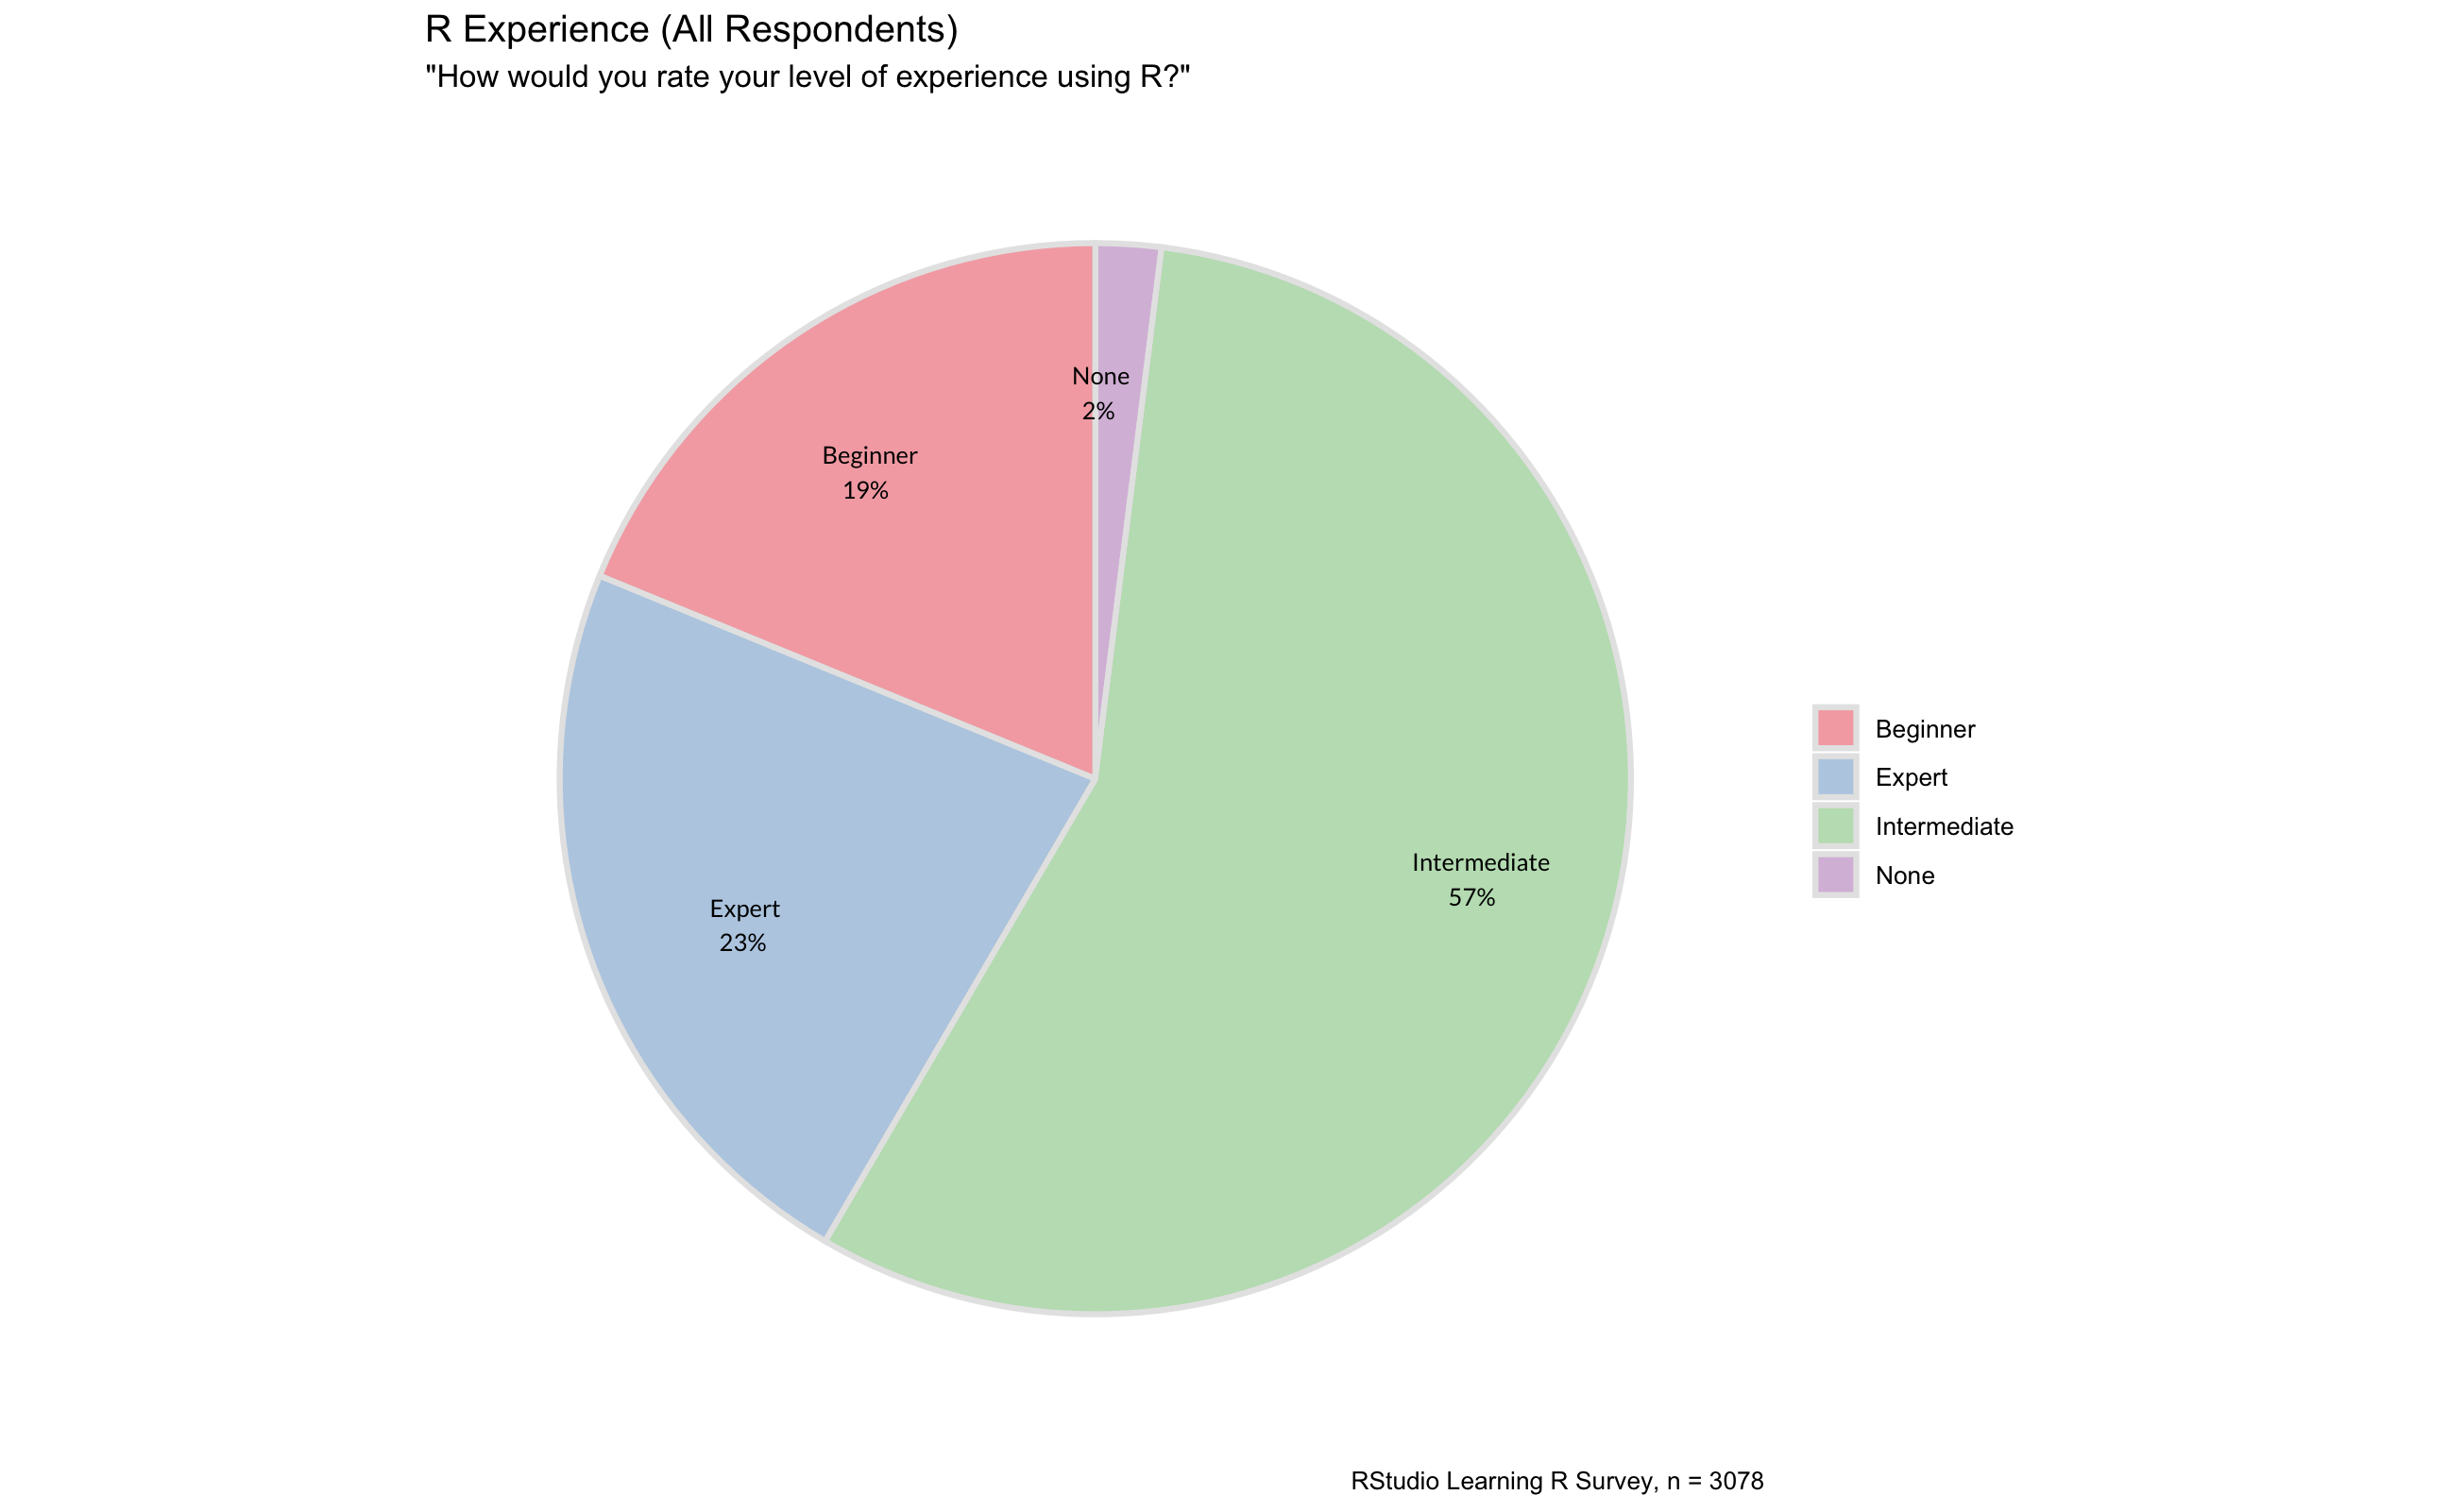 R Experience (All Respondents)
"How would you rate your level of experience using R?"
None
2%
Beginner
19%
Intermediate
57%
Expert
23%
Beginner
Expert
Intermediate
None
RStudio Learning R Survey, n = 3078